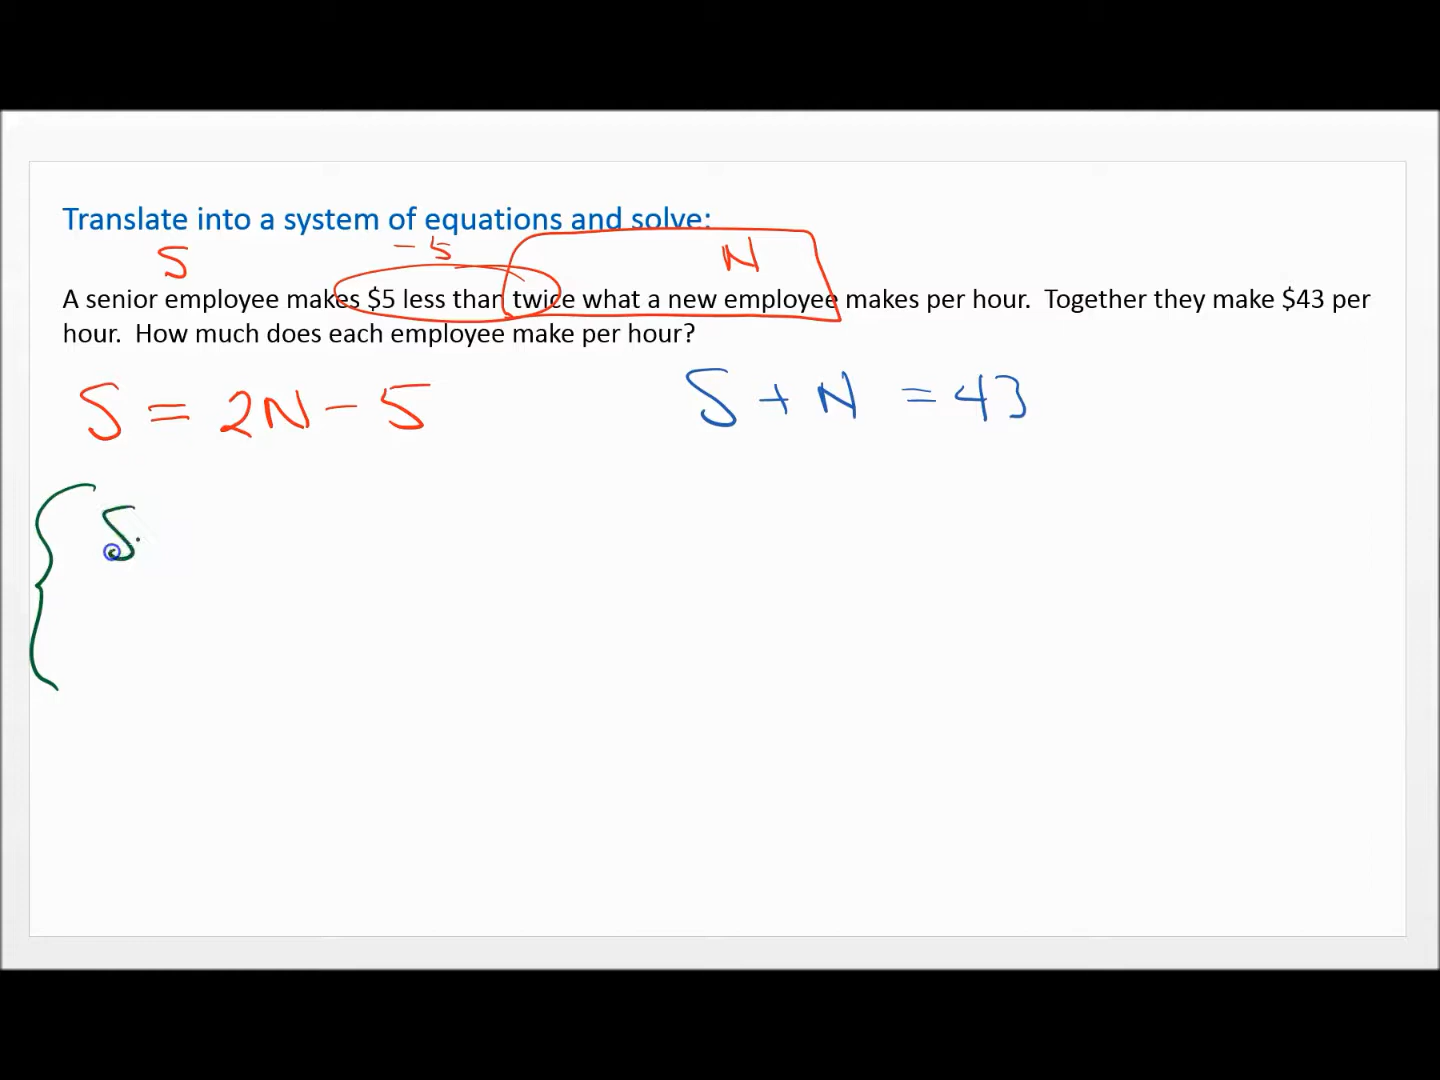 Translate into a system of equations and solve:
S -5 N
A senior employee makes $5 less than twice what a new employee makes per hour. Together they make $43 per
hour. How much does each employee make per hour?
S = 2N - 5
S + N = 43
S